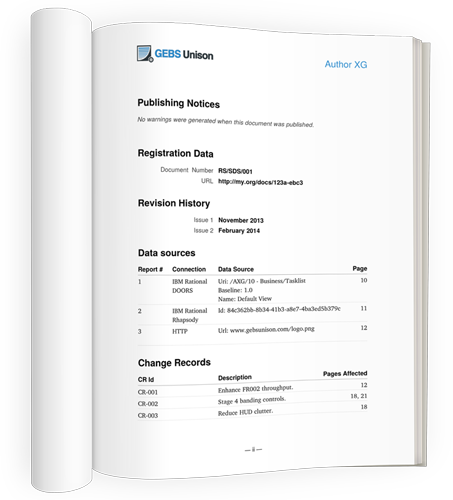 GEBS Unison
Author XG
Publishing Notices
No warnings were generated when this document was published.
Registration Data
Document Number RS/SDS/001
URL http://my.org/docs/123a-ebc3
Revision History
Issue 1 November 2013
Issue 2 February 2014
Data sources
Report # Connection Data Source Page
1 IBM Rational Uri: /AXG/10 - Business/Tasklist 10
DOORS Baseline: 1.0
Name: Default View
2 IBM Rational Id: 84c362bb-8b34-41b3-a8e7-4ba3ed5b379c 11
Rhapsody
3 HTTP Url: www.gebsunison.com/logo.png 12
Change Records
CR Id Description Pages Affected
CR-001 Enhance FR002 throughput. 12
CR-002 Stage 4 banding controls. 18, 21
CR-003 Reduce HUD clutter. 18
— ii —